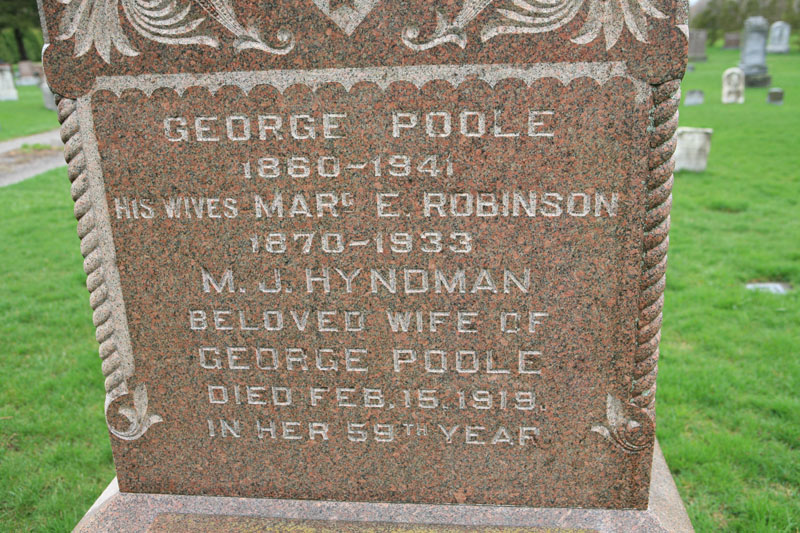 GEORGE POOLE
1860-1941
HIS WIVES MARᵗ E. ROBINSON
1870-1933
M. J. HYNDMAN
BELOVED WIFE OF
GEORGE POOLE
DIED FEB. 15. 1919.
IN HER 59TH YEAR